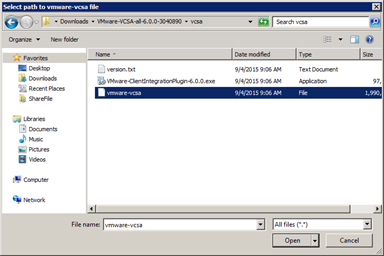 Select path to vmware-vcsa file
Downloads ▸ VMware-VCSA-all-6.0.0-3040890 ▸ vcsa
Search vcsa
Organize New folder
Name Date modified Type Size
version.txt 9/4/2015 9:06 AM Text Document
VMware-ClientIntegrationPlugin-6.0.0.exe 9/4/2015 9:06 AM Application 97,
vmware-vcsa 9/4/2015 9:06 AM File 1,990,
Favorites
Desktop
Downloads
Recent Places
ShareFile
Libraries
Documents
Music
Pictures
Videos
Computer
Network
File name: vmware-vcsa
All files (*.*)
Open Cancel